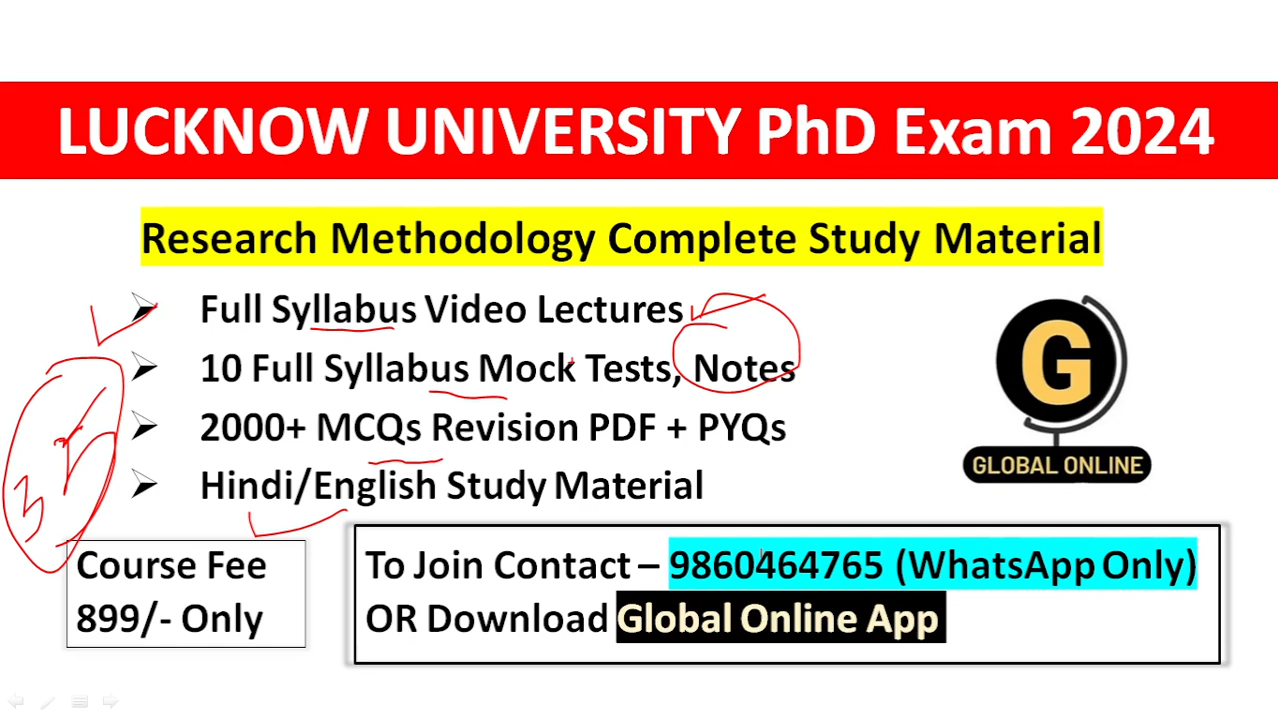 LUCKNOW UNIVERSITY PhD Exam 2024
Research Methodology Complete Study Material
Full Syllabus Video Lectures
10 Full Syllabus Mock Tests, Notes
2000+ MCQs Revision PDF + PYQs
Hindi/English Study Material
G
GLOBAL ONLINE
Course Fee
899/- Only
To Join Contact – 9860464765 (WhatsApp Only)
OR Download Global Online App